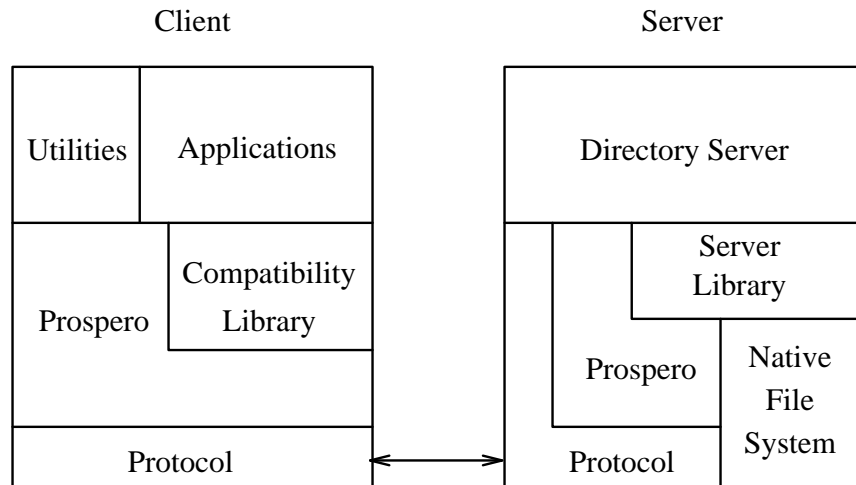 Client
Server
Utilities
Applications
Directory Server
Prospero
Compatibility
Library
Server
Library
Prospero
Native
File
System
Protocol
Protocol